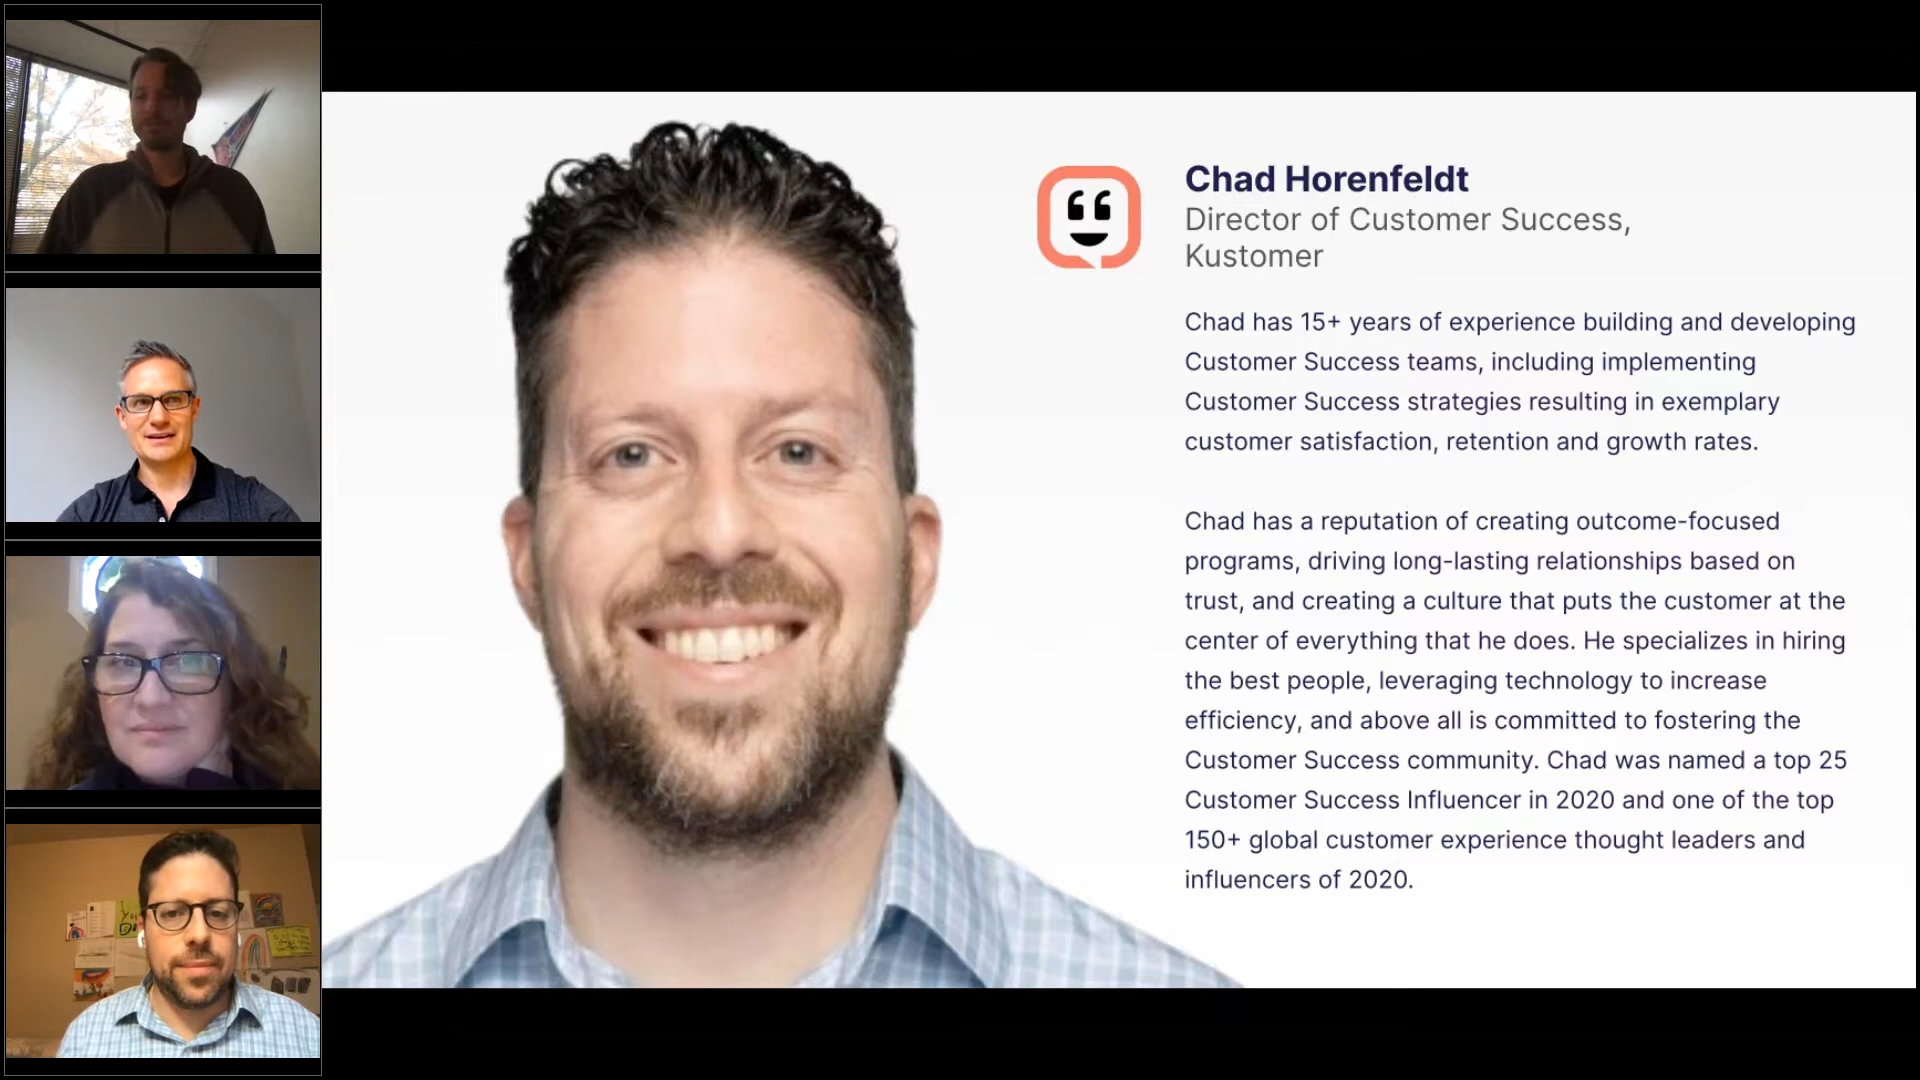 Chad Horenfeldt
Director of Customer Success,
Kustomer
Chad has 15+ years of experience building and developing
Customer Success teams, including implementing
Customer Success strategies resulting in exemplary
customer satisfaction, retention and growth rates.
Chad has a reputation of creating outcome-focused
programs, driving long-lasting relationships based on
trust, and creating a culture that puts the customer at the
center of everything that he does. He specializes in hiring
the best people, leveraging technology to increase
efficiency, and above all is committed to fostering the
Customer Success community. Chad was named a top 25
Customer Success Influencer in 2020 and one of the top
150+ global customer experience thought leaders and
influencers of 2020.